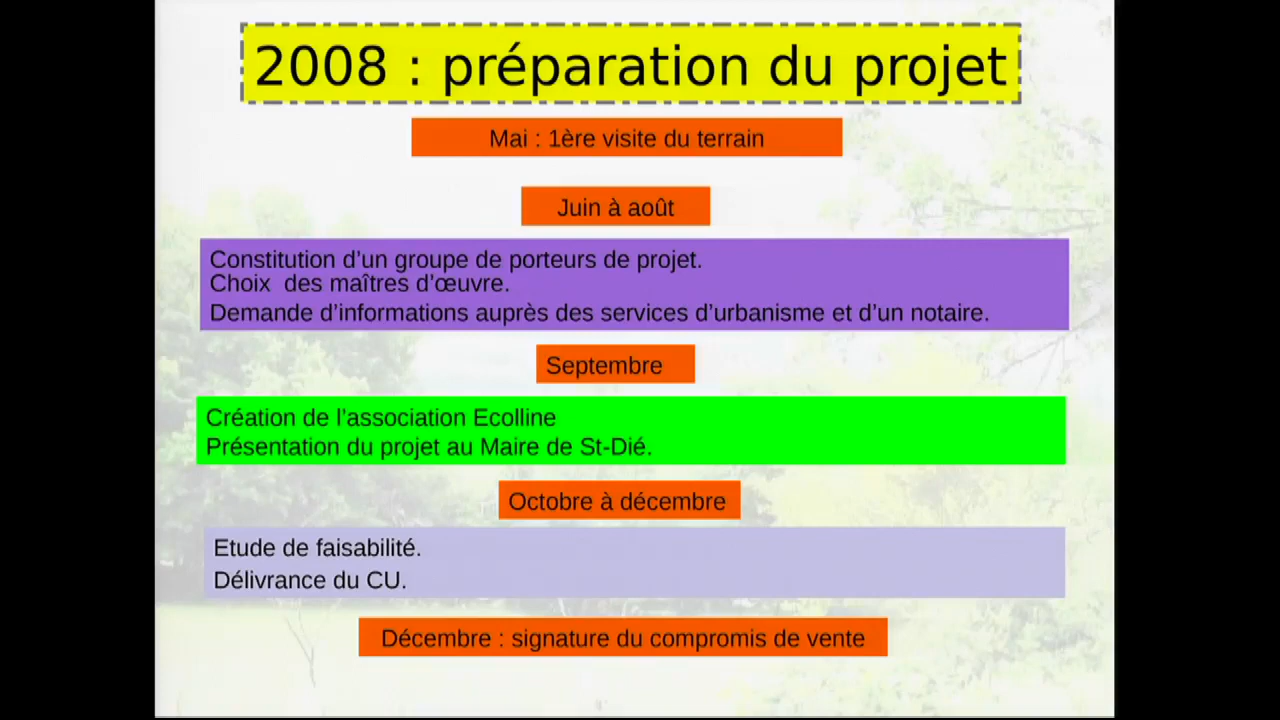 2008 : préparation du projet
Mai : 1ère visite du terrain
Juin à août
Constitution d’un groupe de porteurs de projet.
Choix  des maîtres d’œuvre.
Demande d’informations auprès des services d’urbanisme et d’un notaire.
Septembre
Création de l’association Ecolline
Présentation du projet au Maire de St-Dié.
Octobre à décembre
Etude de faisabilité.
Délivrance du CU.
Décembre : signature du compromis de vente